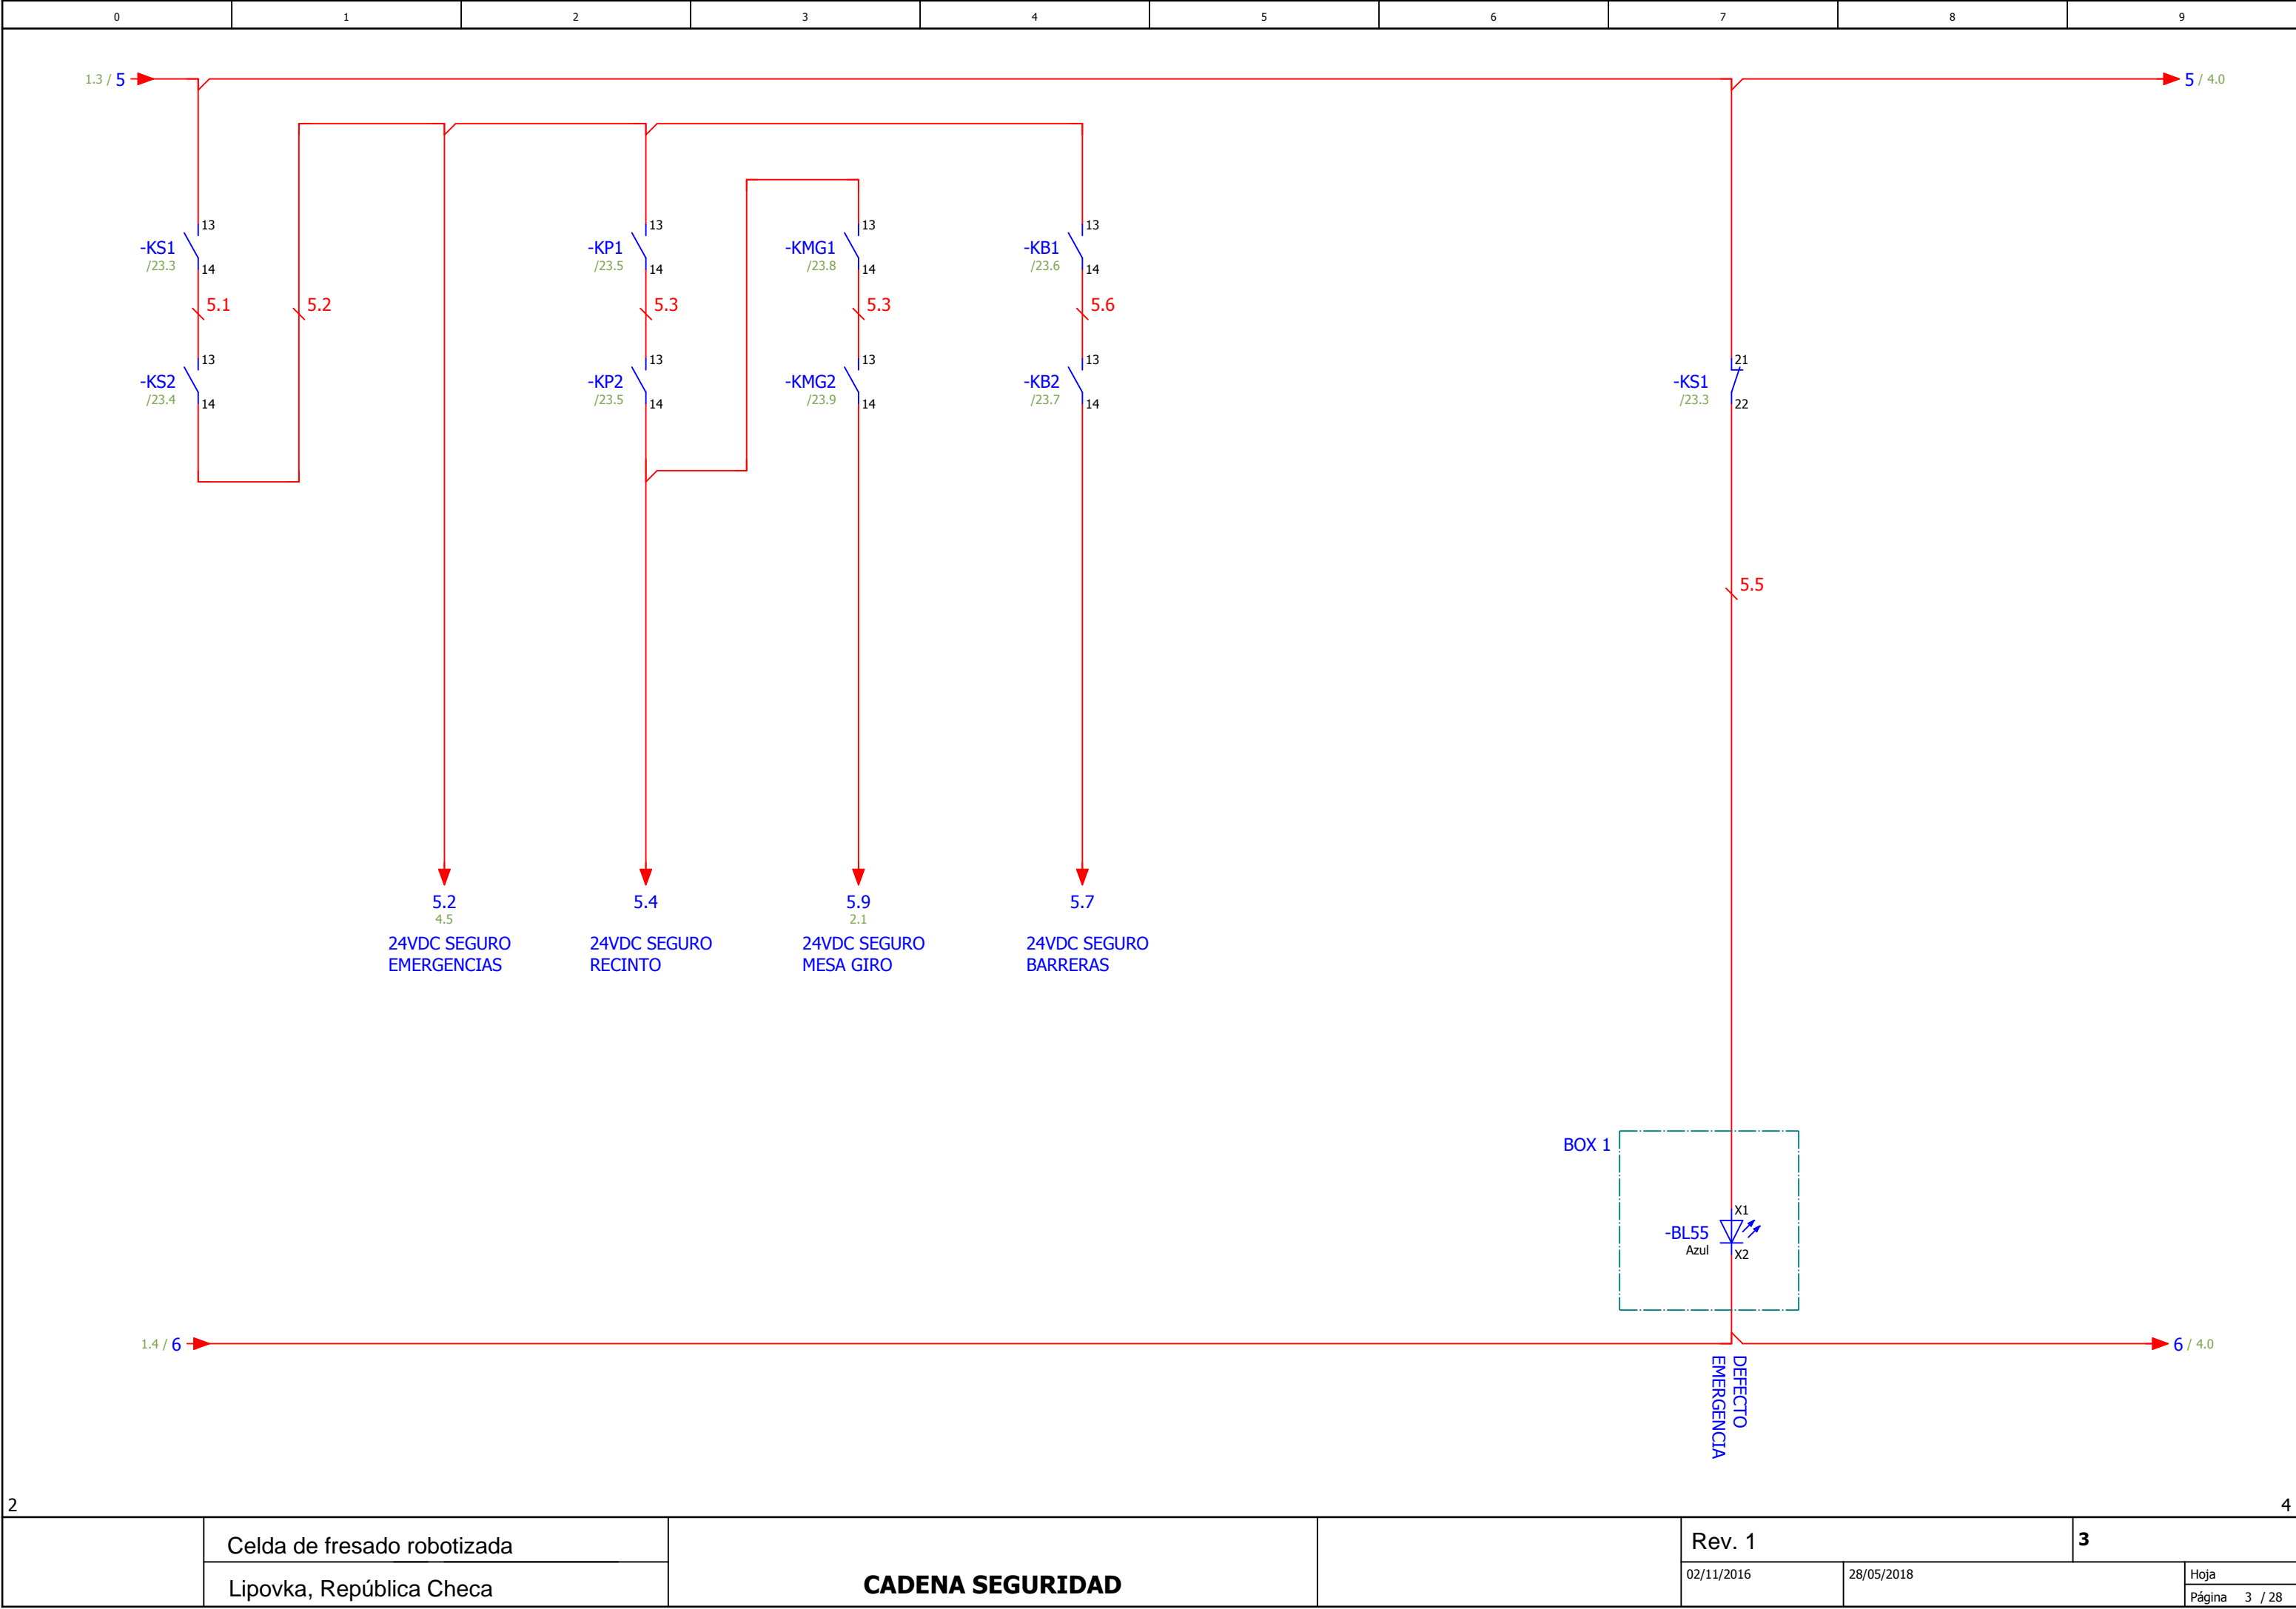 0 1 2 3 4 5 6 7 8 9
1.3 / 5
5 / 4.0
13 13 13 13
-KS1 -KP1 -KMG1 -KB1
/23.3 /23.5 /23.8 /23.6
14 14 14 14
5.1 5.2 5.3 5.3 5.6
13 13 13 13 21
-KS2 -KP2 -KMG2 -KB2 -KS1
/23.4 /23.5 /23.9 /23.7 /23.3
14 14 14 14 22
5.5
5.2 5.4 5.9 5.7
4.5 2.1
24VDC SEGURO 24VDC SEGURO 24VDC SEGURO 24VDC SEGURO
EMERGENCIAS RECINTO MESA GIRO BARRERAS
BOX 1
X1
-BL55
Azul
X2
1.4 / 6
6 / 4.0
DEFECTO
EMERGENCIA
2
4
Celda de fresado robotizada
Lipovka, República Checa
CADENA SEGURIDAD
Rev. 1
3
02/11/2016
28/05/2018
Hoja
Página 3 / 28